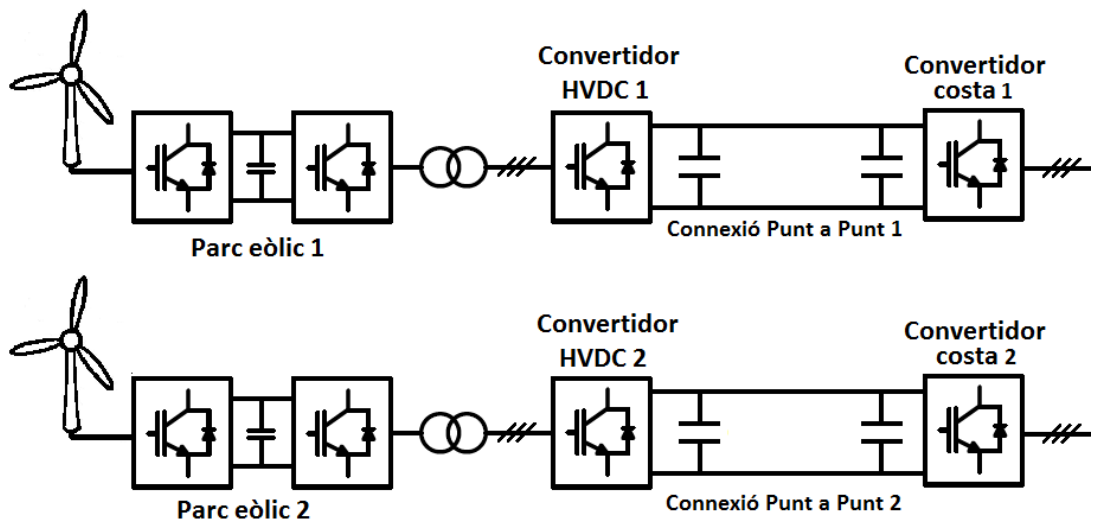 Convertidor
HVDC 1
Convertidor
costa 1
Parc eòlic 1
Connexió Punt a Punt 1
Convertidor
HVDC 2
Convertidor
costa 2
Parc eòlic 2
Connexió Punt a Punt 2